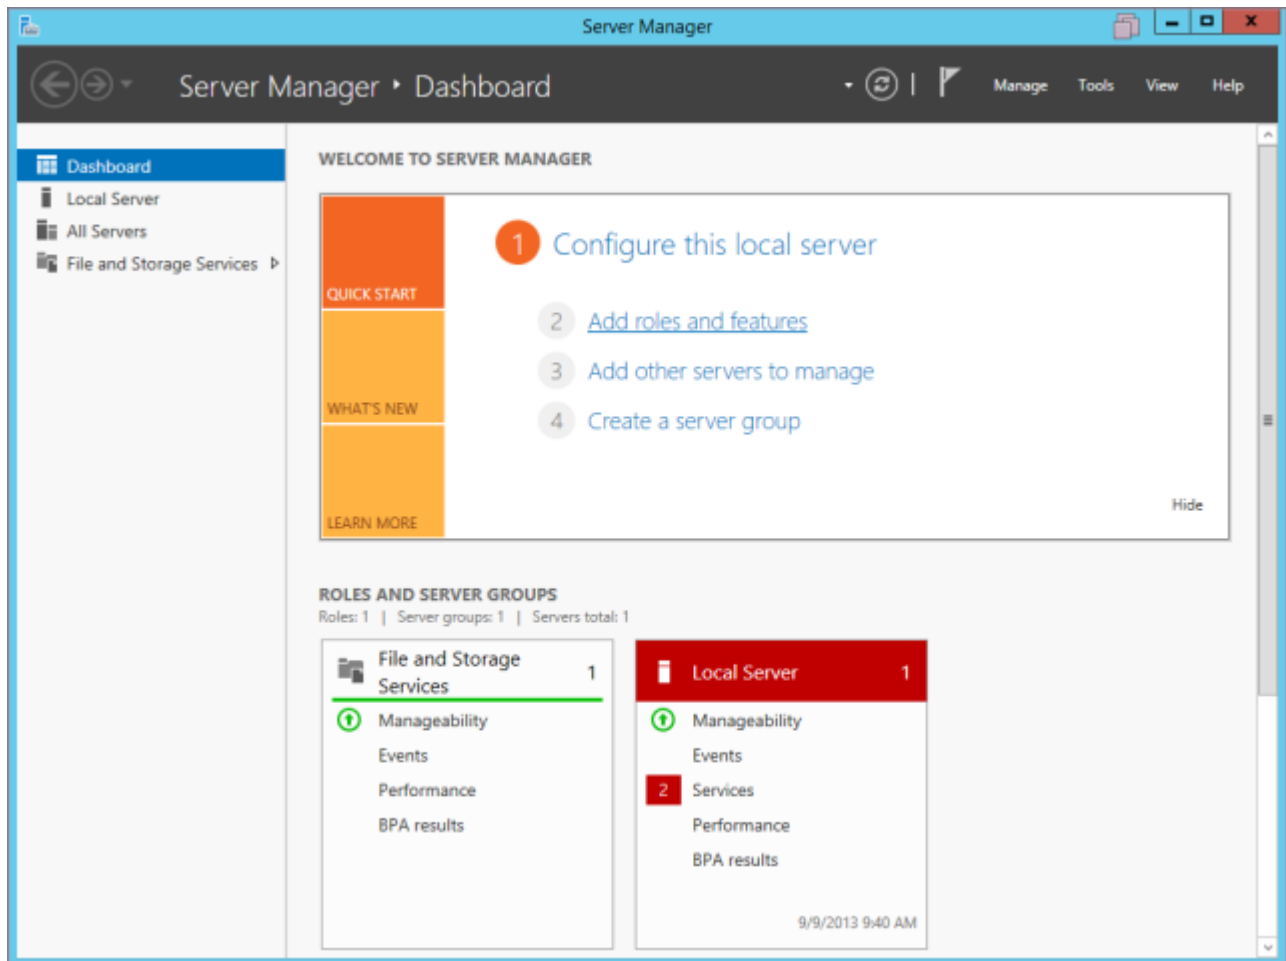 Server Manager
Server Manager ‣ Dashboard
Manage
Tools
View
Help
Dashboard
Local Server
All Servers
File and Storage Services
WELCOME TO SERVER MANAGER
QUICK START
WHAT'S NEW
LEARN MORE
1 Configure this local server
2 Add roles and features
3 Add other servers to manage
4 Create a server group
Hide
ROLES AND SERVER GROUPS
Roles: 1 | Server groups: 1 | Servers total: 1
File and Storage
Services 1
Manageability
Events
Performance
BPA results
Local Server 1
Manageability
Events
2 Services
Performance
BPA results
9/9/2013 9:40 AM